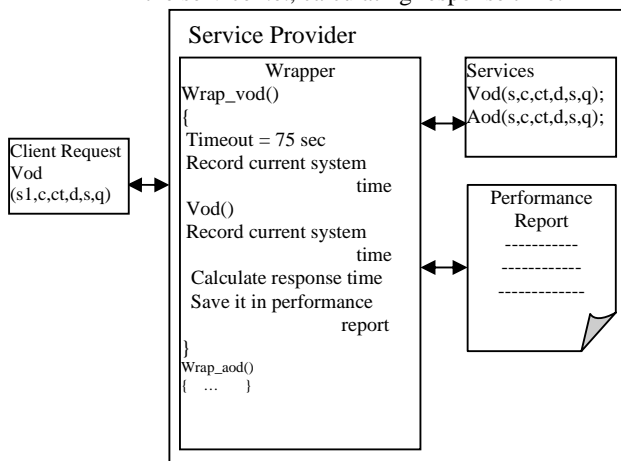 Service Provider
Client Request
Vod
(s1,c,ct,d,s,q)
Wrapper
Wrap_vod()
{
Timeout = 75 sec
Record current system
time
Vod()
Record current system
time
Calculate response time
Save it in performance
report
}
Wrap_aod()
{ ... }
Services
Vod(s,c,ct,d,s,q);
Aod(s,c,ct,d,s,q);
Performance
Report
-----------
------------
-------------